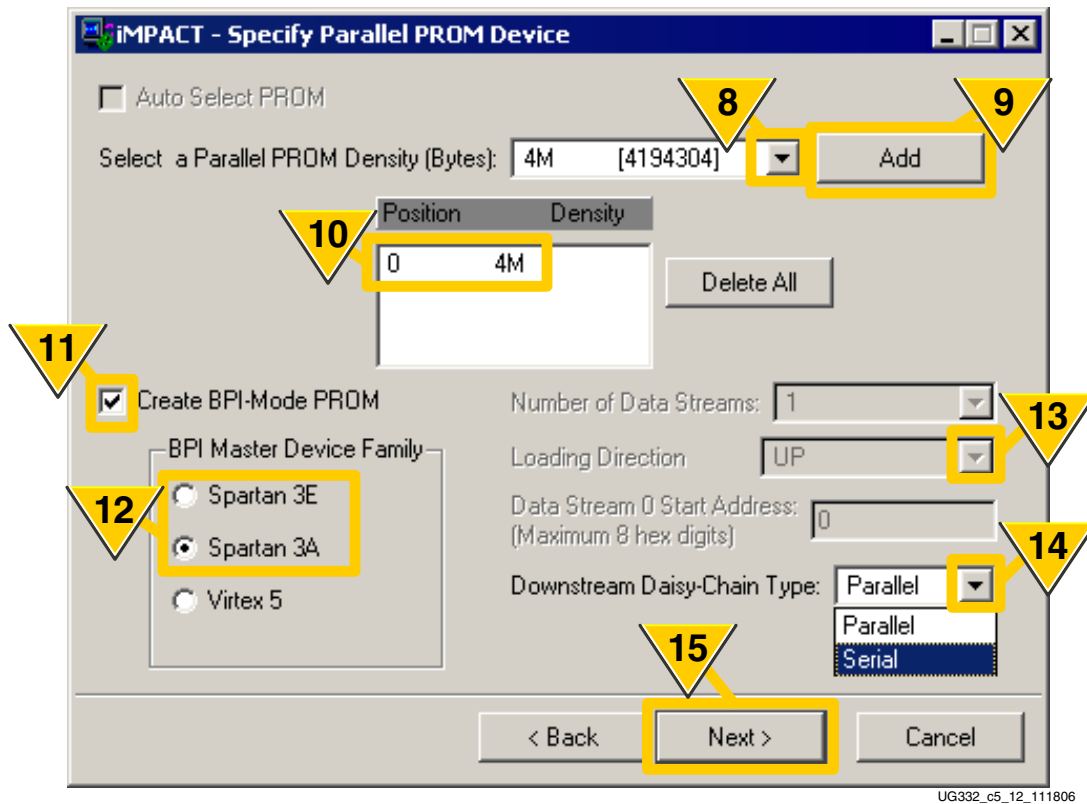 iMPACT - Specify Parallel PROM Device
Auto Select PROM
8
9
Select a Parallel PROM Density (Bytes): 4M [4194304] Add
Position Density
10
0 4M
Delete All
11
Create BPI-Mode PROM
Number of Data Streams: 1
13
BPI Master Device Family
Loading Direction UP
12
Spartan 3E
Data Stream 0 Start Address:
(Maximum 8 hex digits)
0
Spartan 3A
14
Virtex 5
Downstream Daisy-Chain Type: Parallel
Parallel
Serial
15
< Back Next > Cancel
UG332_c5_12_111806